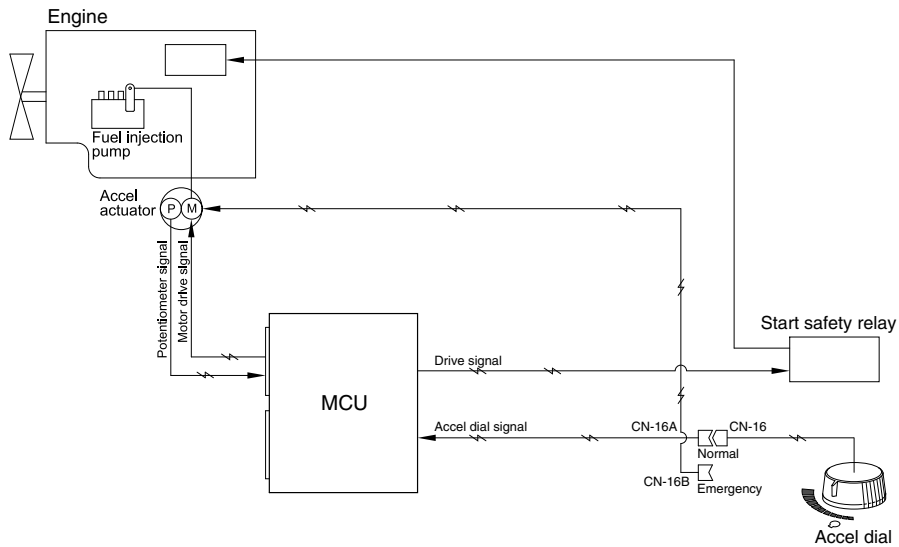 Engine
Fuel injection
pump
Accel
actuator
P
M
Potentiometer signal
Motor drive signal
Start safety relay
MCU
Drive signal
Accel dial signal
CN-16A
CN-16
Normal
CN-16B
Emergency
Accel dial